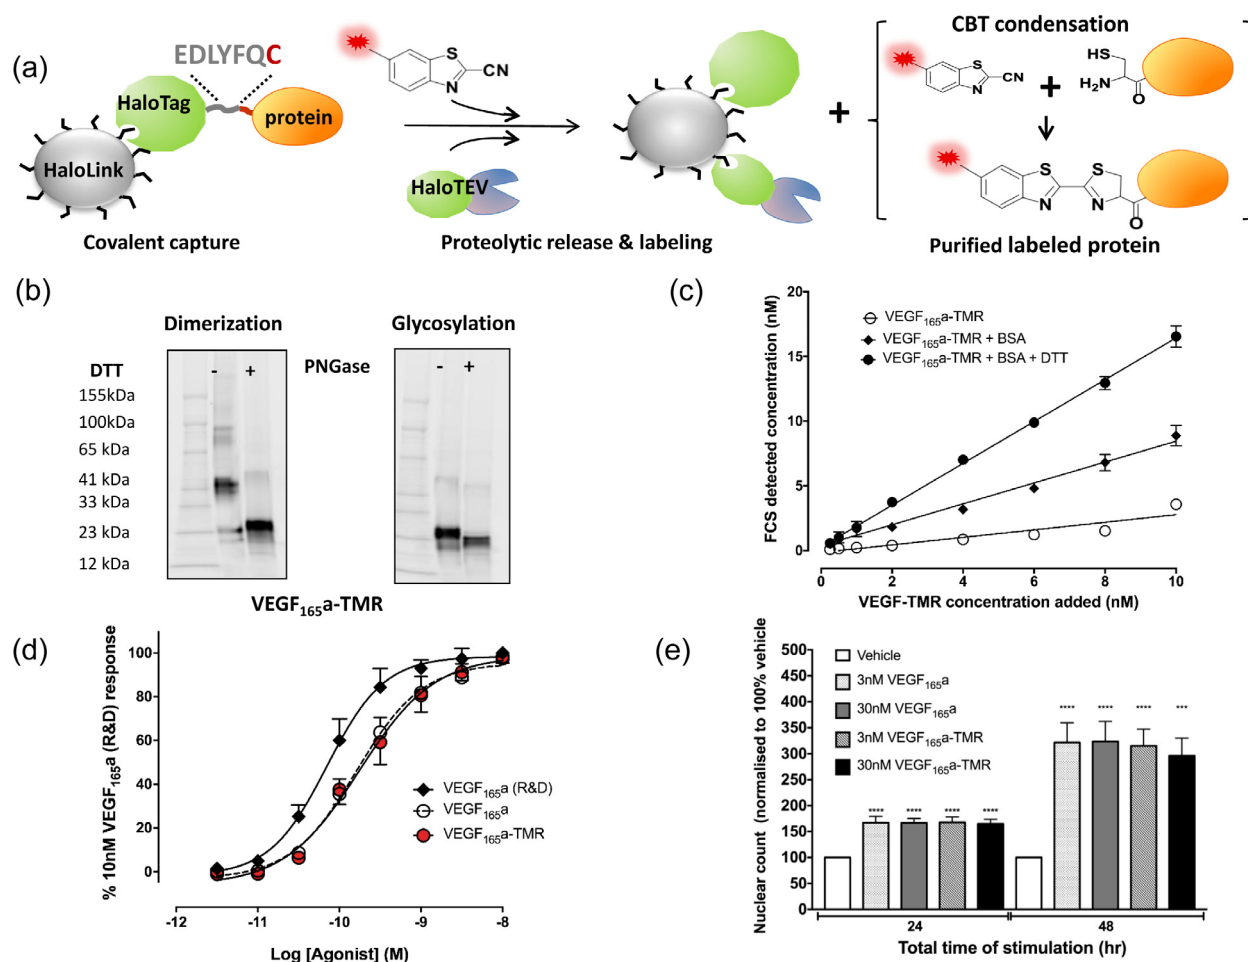 (a)
EDLYFQC
HaloTag
protein
HaloLink
Covalent capture
S
N
CN
HaloTEV
Proteolytic release & labeling
+
CBT condensation
S
N
CN
+
HS
H₂N
O
S
N
S
N
O
Purified labeled protein
(b)
Dimerization
Glycosylation
DTT
- +
PNGase
- +
155kDa
100kDa
65 kDa
41 kDa
33 kDa
23 kDa
12 kDa
VEGF₁₆₅a-TMR
(c)
FCS detected concentration (nM)
20
15
10
5
0
VEGF₁₆₅a-TMR
VEGF₁₆₅a-TMR + BSA
VEGF₁₆₅a-TMR + BSA + DTT
0 2 4 6 8 10
VEGF-TMR concentration added (nM)
(d)
% 10nM VEGF₁₆₅a (R&D) response
100
80
60
40
20
0
VEGF₁₆₅a (R&D)
VEGF₁₆₅a
VEGF₁₆₅a-TMR
-12 -11 -10 -9 -8
Log [Agonist] (M)
(e)
Nuclear count (normalised to 100% vehicle)
500
450
400
350
300
250
200
150
100
50
0
Vehicle
3nM VEGF₁₆₅a
30nM VEGF₁₆₅a
3nM VEGF₁₆₅a-TMR
30nM VEGF₁₆₅a-TMR
**** **** **** ****
**** **** **** ***
24 48
Total time of stimulation (hr)